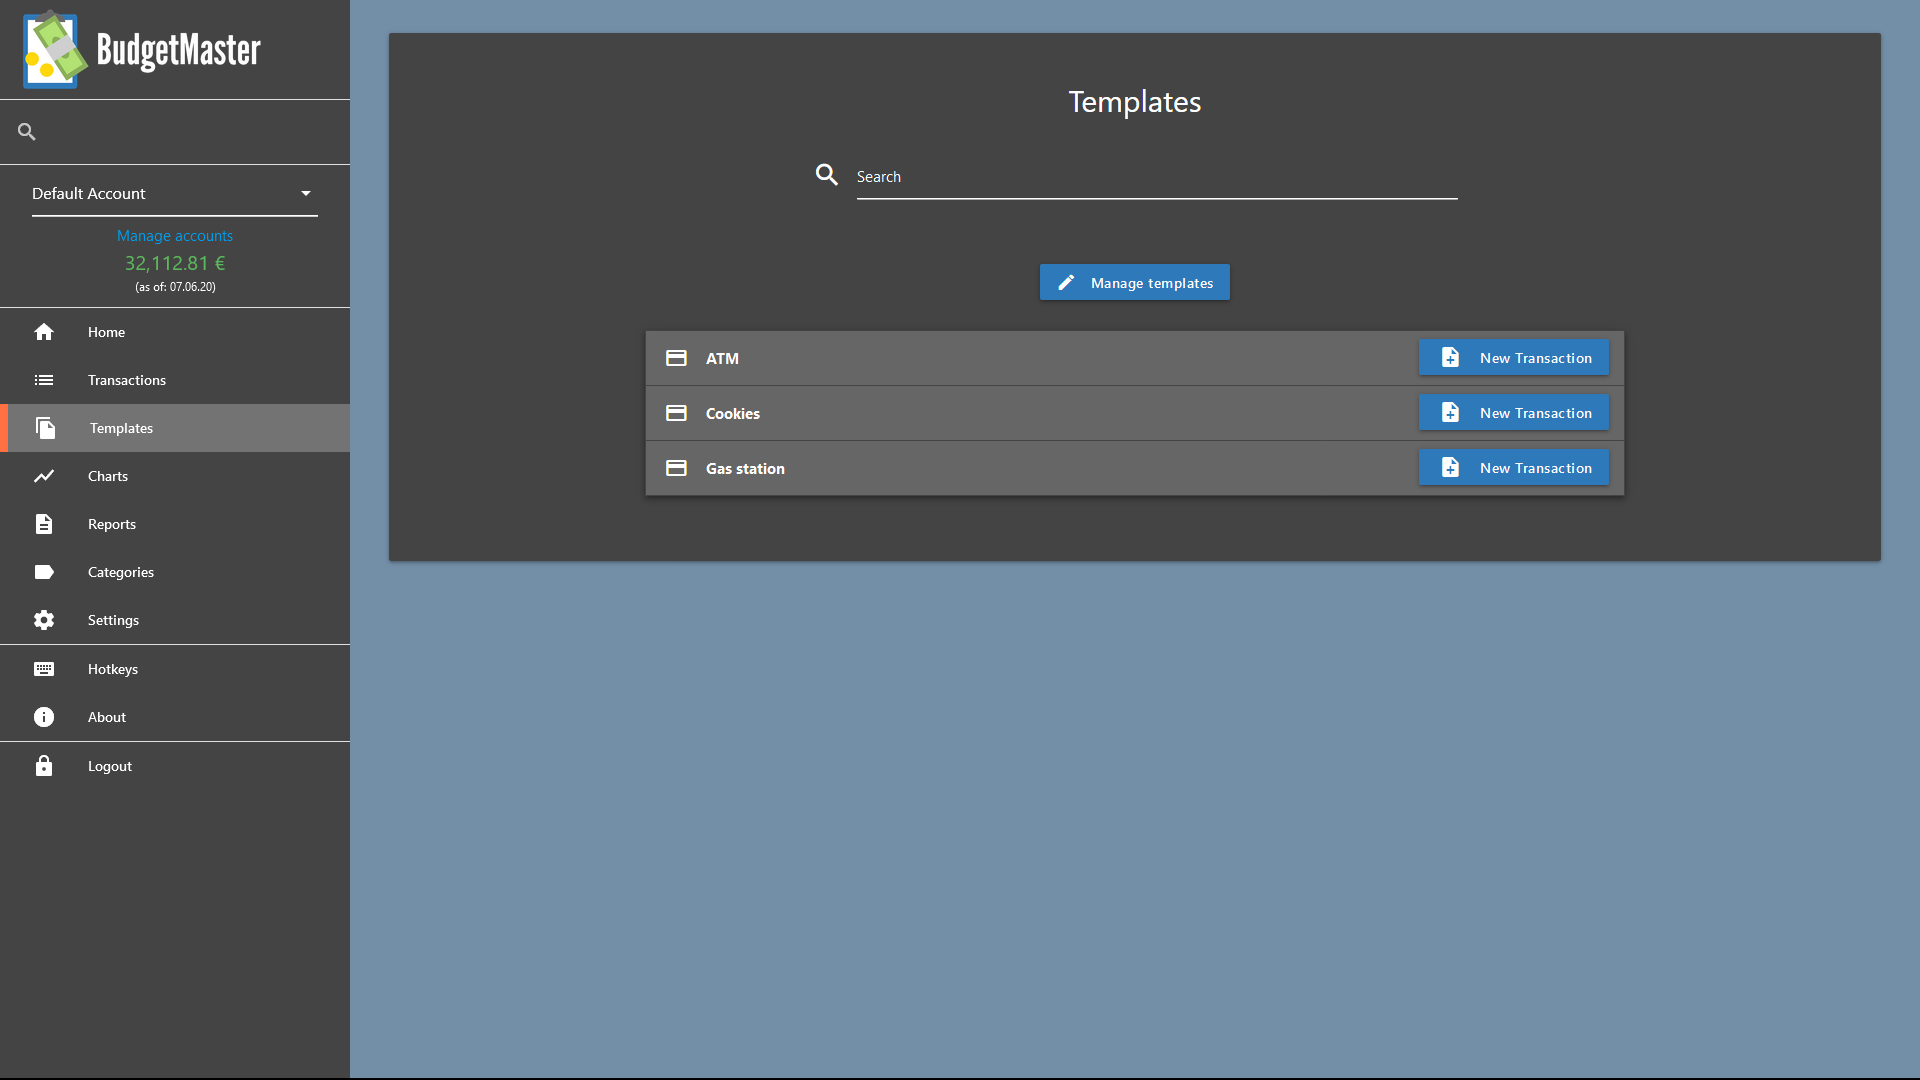 BudgetMaster
Default Account
Manage accounts
32,112.81 €
(as of: 07.06.20)
Home
Transactions
Templates
Charts
Reports
Categories
Settings
Hotkeys
About
Logout
Templates
Search
Manage templates
ATM New Transaction
Cookies New Transaction
Gas station New Transaction